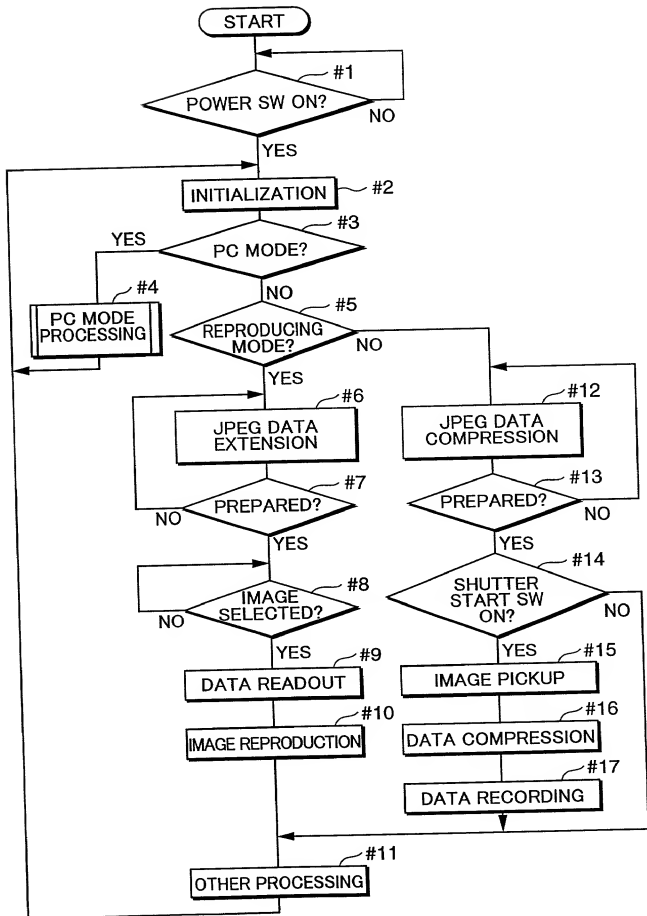 START
#1
POWER SW ON?
NO
YES
INITIALIZATION
#2
#3
YES
PC MODE?
#4
NO
#5
PC MODE
PROCESSING
REPRODUCING
MODE?
NO
YES
#6
JPEG DATA
EXTENSION
#12
JPEG DATA
COMPRESSION
#7
PREPARED?
NO
YES
#13
PREPARED?
NO
YES
#8
IMAGE
SELECTED?
NO
YES
#14
SHUTTER
START SW
ON?
NO
YES
#9
DATA READOUT
#15
IMAGE PICKUP
#10
IMAGE REPRODUCTION
#16
DATA COMPRESSION
#17
DATA RECORDING
#11
OTHER PROCESSING